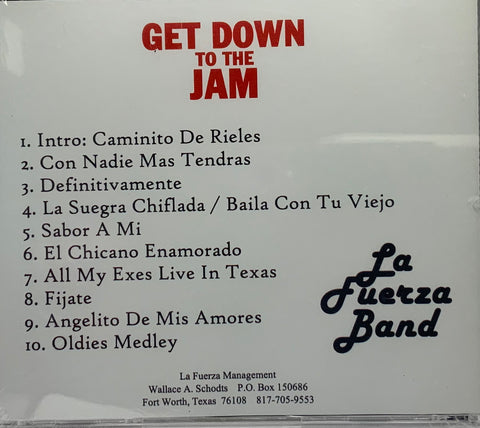 GET DOWN
TO THE
JAM
1. Intro: Caminito De Rieles
2. Con Nadie Mas Tendras
3. Definitivamente
4. La Suegra Chiflada / Baila Con Tu Viejo
5. Sabor A Mi
6. El Chicano Enamorado
7. All My Exes Live In Texas
8. Fijate
9. Angelito De Mis Amores
10. Oldies Medley
La
Fuerza
Band
La Fuerza Management
Wallace A. Schodts P.O. Box 150686
Fort Worth, Texas 76108 817-705-9553